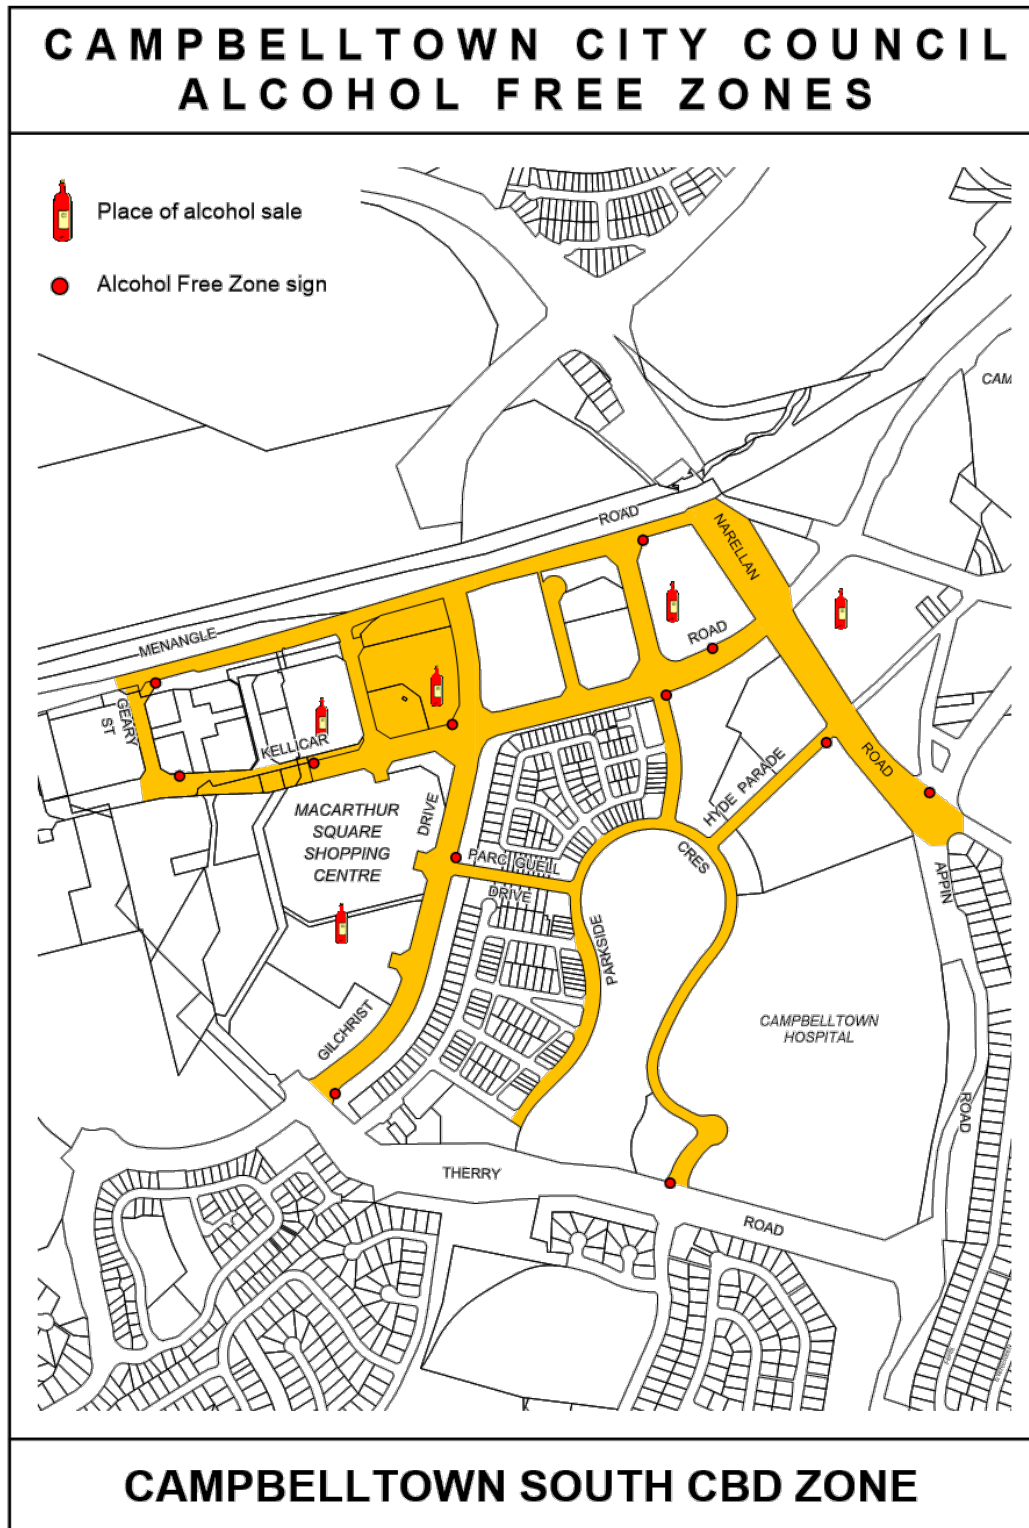 CAMPBELLTOWN CITY COUNCIL
ALCOHOL FREE ZONES
Place of alcohol sale
Alcohol Free Zone sign
CAM
ROAD
NARELLAN
MENANGLE
ROAD
GEARY
ST
KELLICAR
ROAD
HYDE PARADE
MACARTHUR
SQUARE
SHOPPING
CENTRE
DRIVE
PARC GUELL
DRIVE
CRES
APPIN
PARKSIDE
GILCHRIST
CAMPBELLTOWN
HOSPITAL
ROAD
THERRY
ROAD
CAMPBELLTOWN SOUTH CBD ZONE